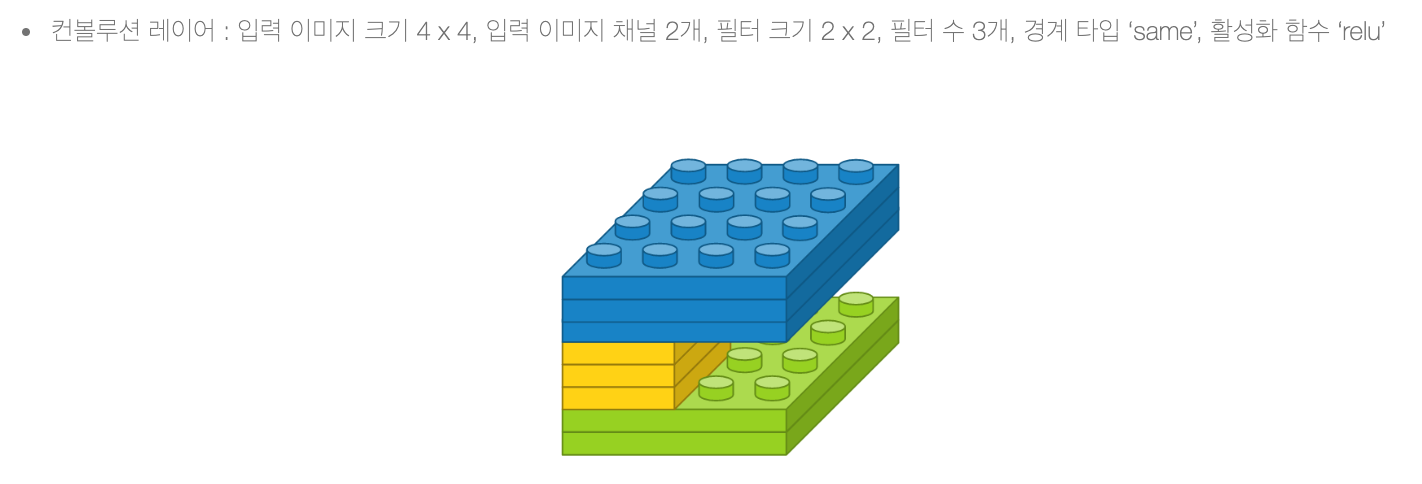 • 컨볼루션 레이어 : 입력 이미지 크기 4 x 4, 입력 이미지 채널 2개, 필터 크기 2 x 2, 필터 수 3개, 경계 타입 ‘same’, 활성화 함수 ‘relu’